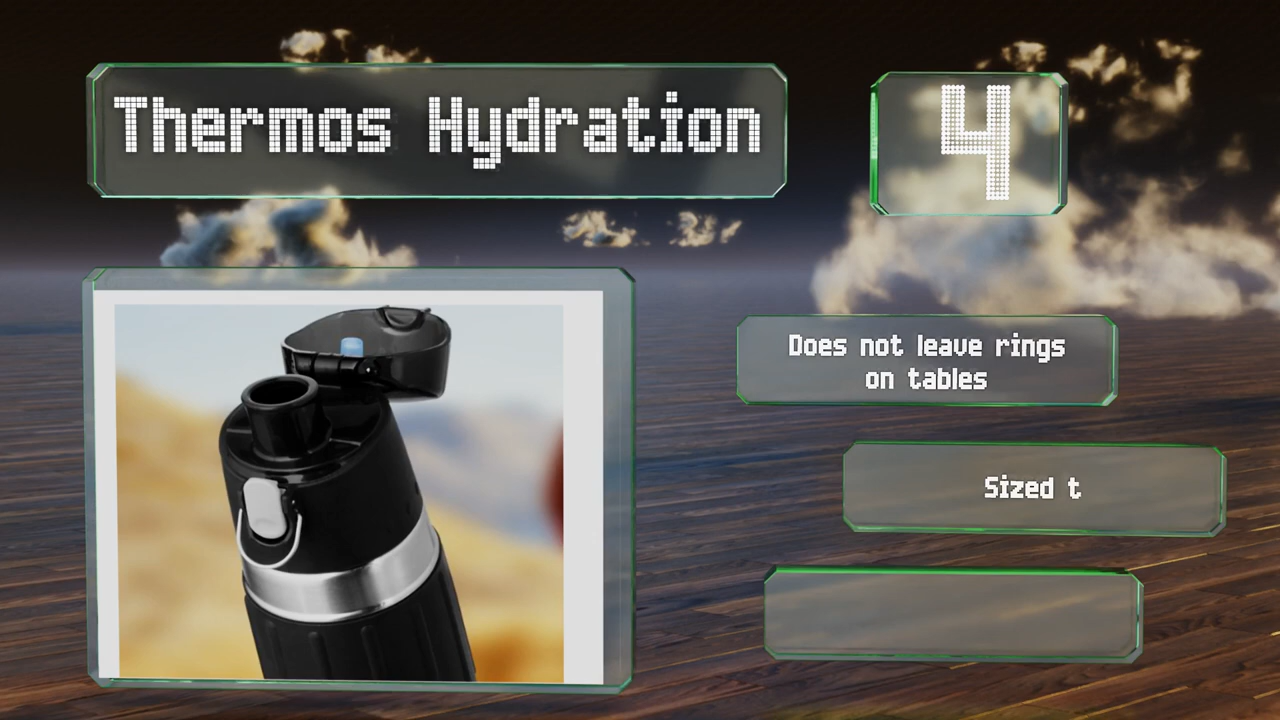 Thermos Hydration
4
Does not leave rings
on tables
Sized t